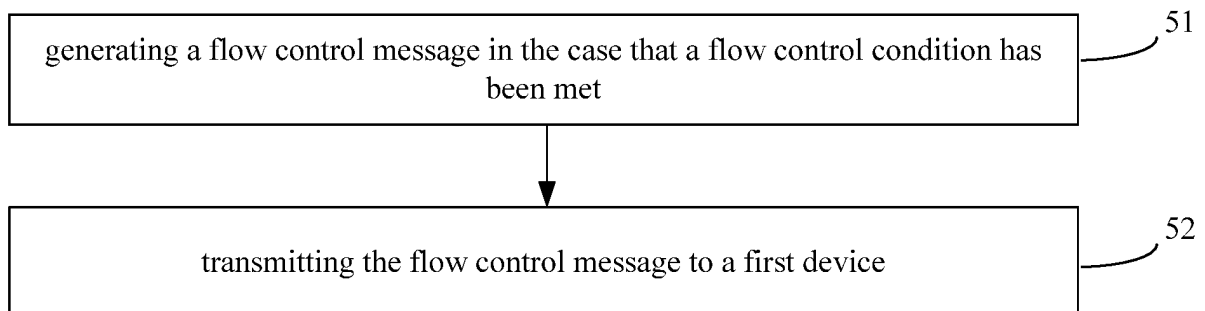 51
generating a flow control message in the case that a flow control condition has
been met
52
transmitting the flow control message to a first device